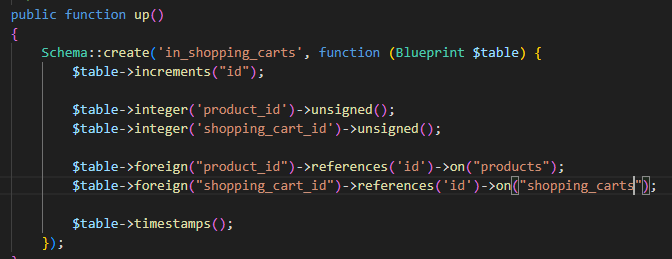 public function up()
{
    Schema::create('in_shopping_carts', function (Blueprint $table) {
        $table->increments("id");
        $table->integer('product_id')->unsigned();
        $table->integer('shopping_cart_id')->unsigned();
        $table->foreign("product_id")->references('id')->on("products");
        $table->foreign("shopping_cart_id")->references('id')->on("shopping_carts");
        $table->timestamps();
    });
}